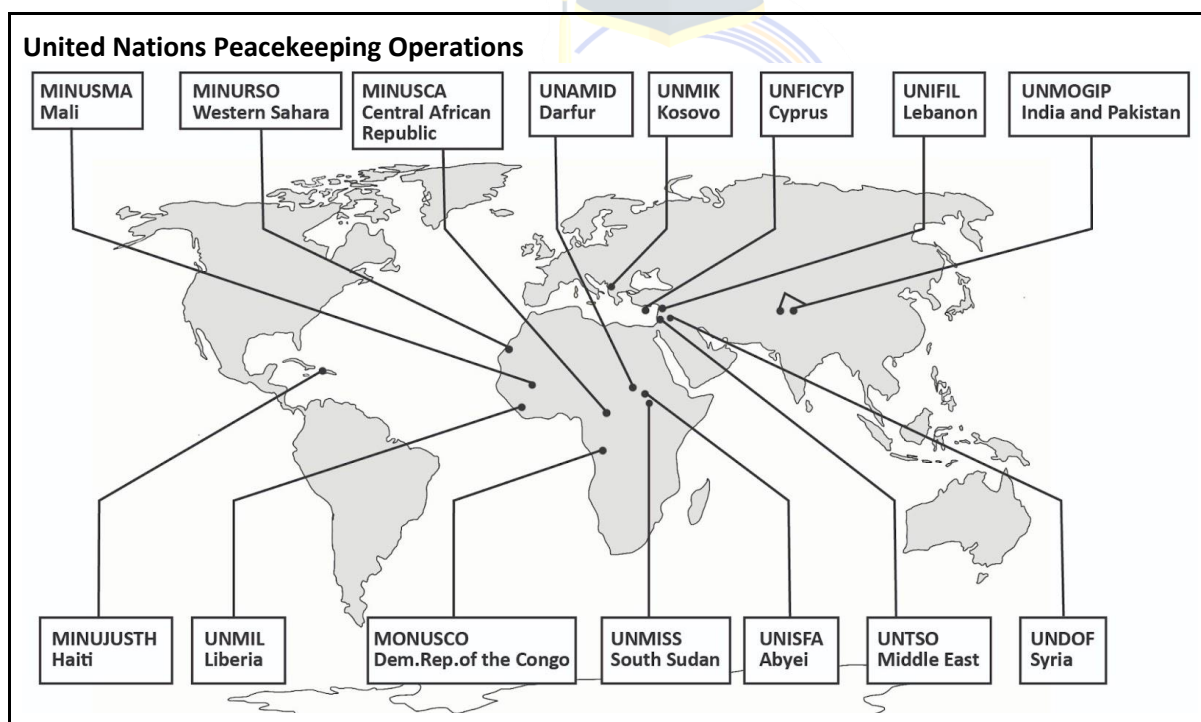 United Nations Peacekeeping Operations
MINUSMA
Mali
MINURSO
Western Sahara
MINUSCA
Central African
Republic
UNAMID
Darfur
UNMIK
Kosovo
UNFICYP
Cyprus
UNIFIL
Lebanon
UNMOGIP
India and Pakistan
MINUJUSTH
Haiti
UNMIL
Liberia
MONUSCO
Dem.Rep.of the Congo
UNMISS
South Sudan
UNISFA
Abyei
UNTSO
Middle East
UNDOF
Syria